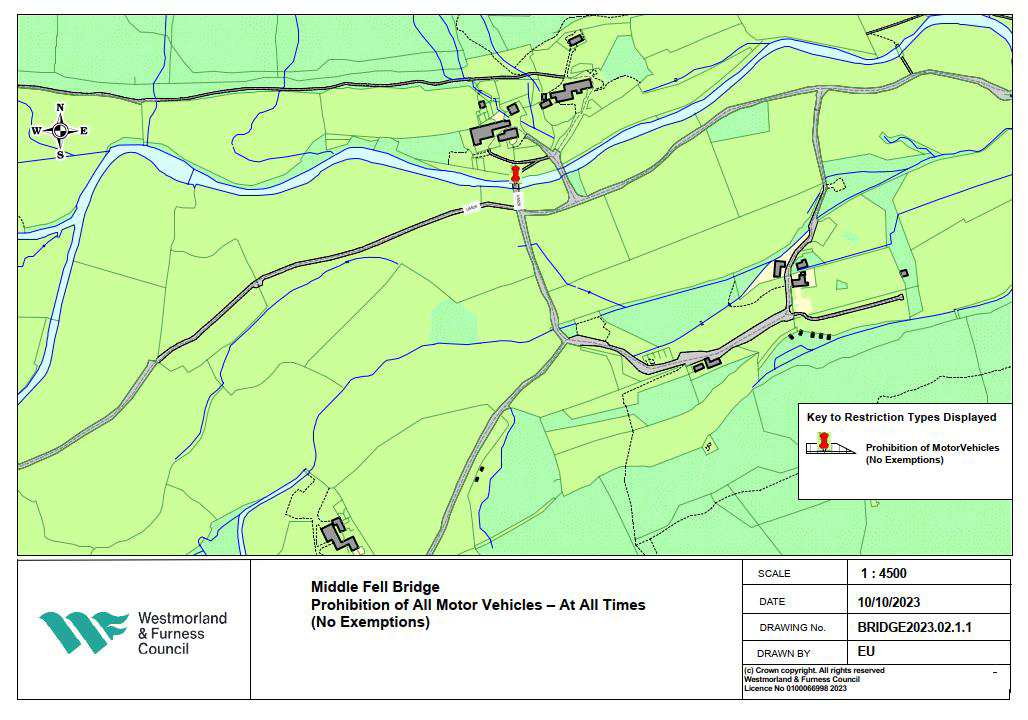 N
W E
S
Key to Restriction Types Displayed
Prohibition of MotorVehicles
(No Exemptions)
Westmorland
& Furness
Council
Middle Fell Bridge
Prohibition of All Motor Vehicles – At All Times
(No Exemptions)
SCALE 1 : 4500
DATE 10/10/2023
DRAWING No. BRIDGE2023.02.1.1
DRAWN BY EU
(c) Crown copyright. All rights reserved
Westmorland & Furness Council
Licence No 0100066998 2023